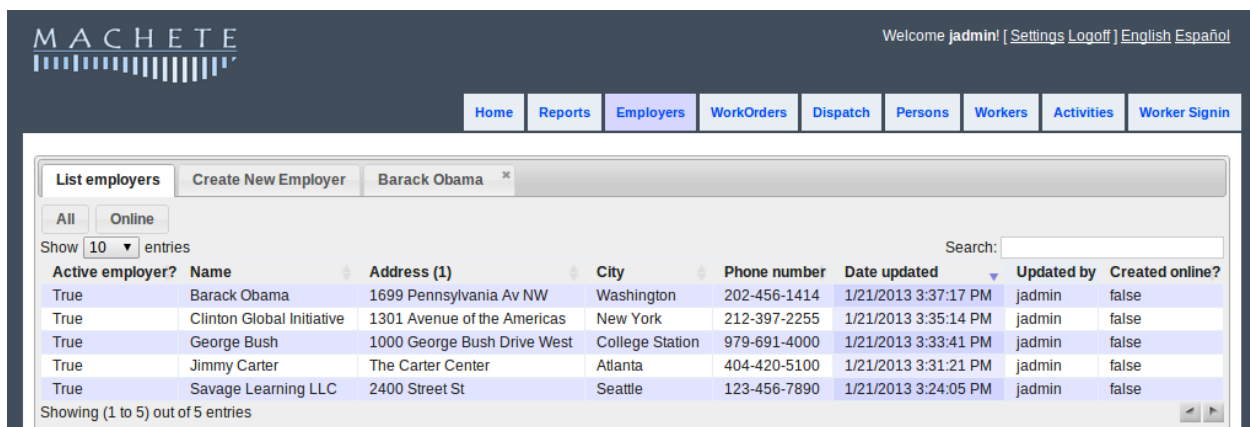 MACHETE
Welcome jadmin! [ Settings Logoff ] English Español
Home Reports Employers WorkOrders Dispatch Persons Workers Activities Worker Signin
List employers Create New Employer Barack Obama ×
All Online
Show 10 ▼ entries Search:
Active employer? Name Address (1) City Phone number Date updated Updated by Created online?
True Barack Obama 1699 Pennsylvania Av NW Washington 202-456-1414 1/21/2013 3:37:17 PM jadmin false
True Clinton Global Initiative 1301 Avenue of the Americas New York 212-397-2255 1/21/2013 3:35:14 PM jadmin false
True George Bush 1000 George Bush Drive West College Station 979-691-4000 1/21/2013 3:33:41 PM jadmin false
True Jimmy Carter The Carter Center Atlanta 404-420-5100 1/21/2013 3:31:21 PM jadmin false
True Savage Learning LLC 2400 Street St Seattle 123-456-7890 1/21/2013 3:24:05 PM jadmin false
Showing (1 to 5) out of 5 entries